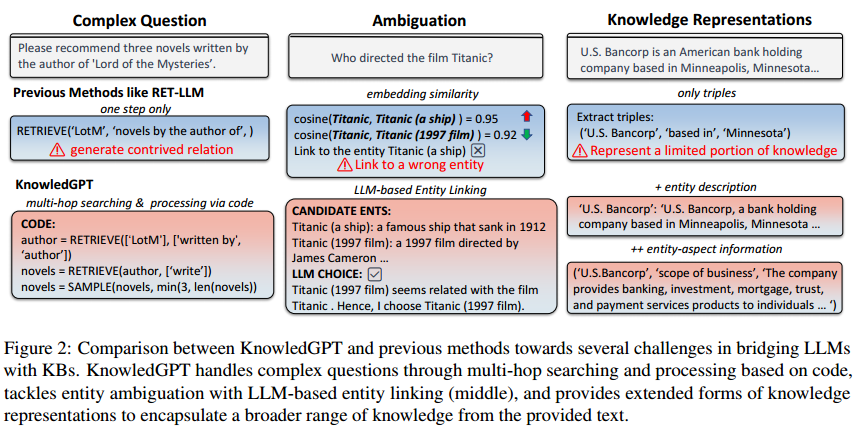 Complex Question
Please recommend three novels written by
the author of 'Lord of the Mysteries’.
Previous Methods like RET-LLM
one step only
RETRIEVE(‘LotM’, ‘novels by the author of’, )
generate contrived relation
KnowledGPT
multi-hop searching & processing via code
CODE:
author = RETRIEVE(['LotM'], ['written by',
‘author’])
novels = RETRIEVE(author, [‘write’])
novels = SAMPLE(novels, min(3, len(novels))
Ambiguation
Who directed the film Titanic?
embedding similarity
cosine(Titanic, Titanic (a ship) ) = 0.95
cosine(Titanic, Titanic (1997 film) ) = 0.92
Link to the entity Titanic (a ship)
Link to a wrong entity
LLM-based Entity Linking
CANDIDATE ENTS:
Titanic (a ship): a famous ship that sank in 1912
Titanic (1997 film): a 1997 film directed by
James Cameron ...
LLM CHOICE:
Titanic (1997 film) seems related with the film
Titanic . Hence, I choose Titanic (1997 film).
Knowledge Representations
U.S. Bancorp is an American bank holding
company based in Minneapolis, Minnesota…
only triples
Extract triples:
(‘U.S. Bancorp’, ‘based in’, ‘Minnesota’)
Represent a limited portion of knowledge
+ entity description
‘U.S. Bancorp’: ‘U.S. Bancorp, a bank holding
company based in Minneapolis, Minnesota …
++ entity-aspect information
(‘U.S.Bancorp’, ‘scope of business’, ‘The company
provides banking, investment, mortgage, trust,
and payment services products to individuals … ‘)
Figure 2: Comparison between KnowledGPT and previous methods towards several challenges in bridging LLMs
with KBs. KnowledGPT handles complex questions through multi-hop searching and processing based on code,
tackles entity ambiguation with LLM-based entity linking (middle), and provides extended forms of knowledge
representations to encapsulate a broader range of knowledge from the provided text.